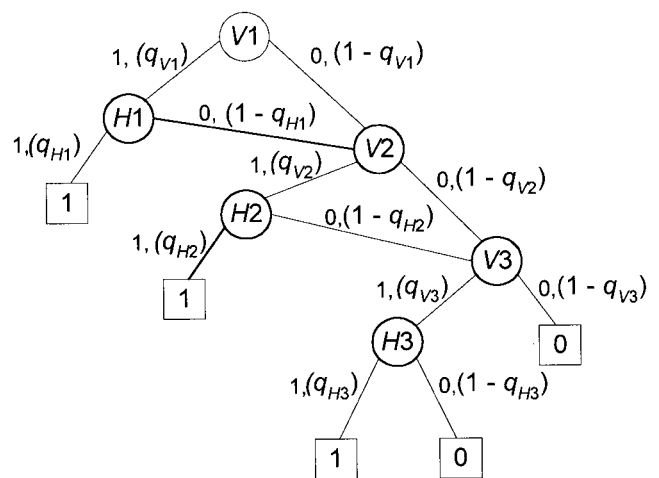 V1
1, (qV1)
0, (1 - qV1)
H1
0, (1 - qH1)
V2
1,(qH1)
1,(qV2)
0,(1 - qV2)
1
H2
0,(1 - qH2)
1,(qH2)
V3
1
1,(qV3)
0,(1 - qV3)
H3
0
1,(qH3)
0,(1 - qH3)
1
0